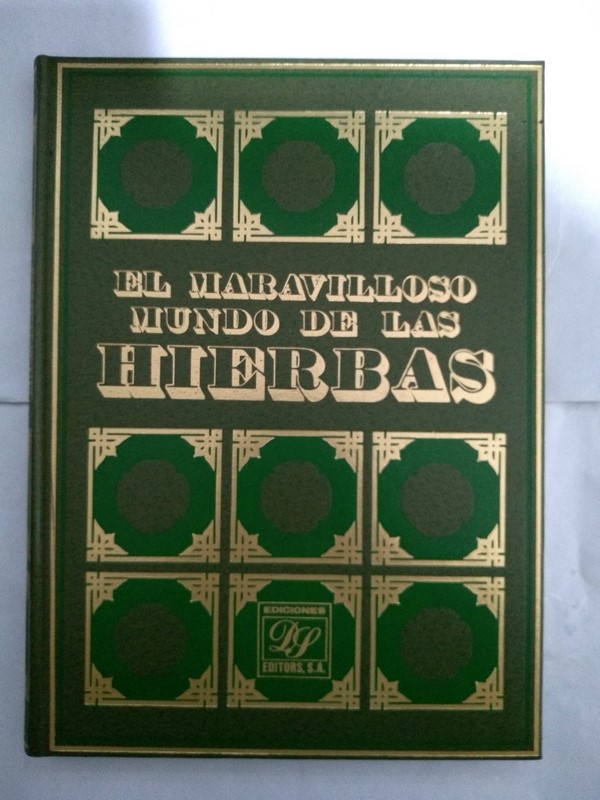 EL MARAVILLOSO
MUNDO DE LAS
HIERBAS
EDICIONES
DS
EDITORS, S.A.